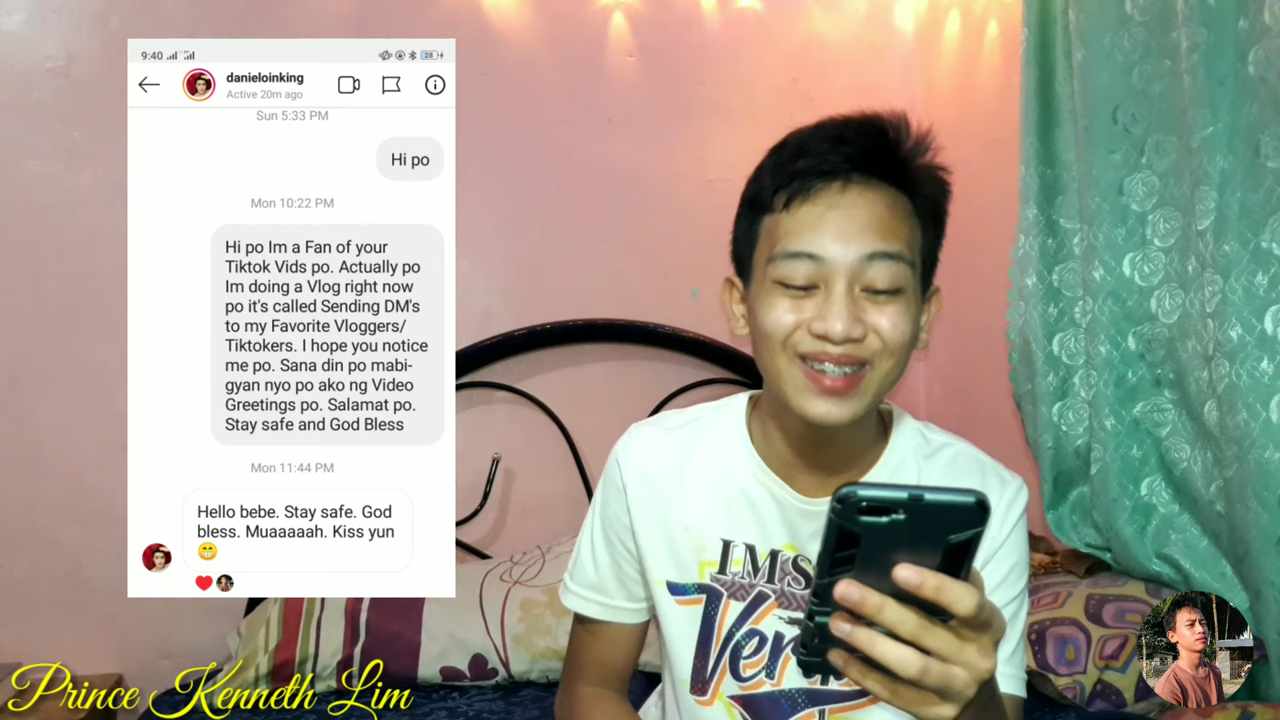 9:40
28
danieloinking
Active 20m ago
Sun 5:33 PM
Hi po
Mon 10:22 PM
Hi po Im a Fan of your
Tiktok Vids po. Actually po
Im doing a Vlog right now
po it's called Sending DM's
to my Favorite Vloggers/
Tiktokers. I hope you notice
me po. Sana din po mabi-
gyan nyo po ako ng Video
Greetings po. Salamat po.
Stay safe and God Bless
Mon 11:44 PM
Hello bebe. Stay safe. God
bless. Muaaaaah. Kiss yun
😁
I.M.S
Ver
Prince Kenneth Lim